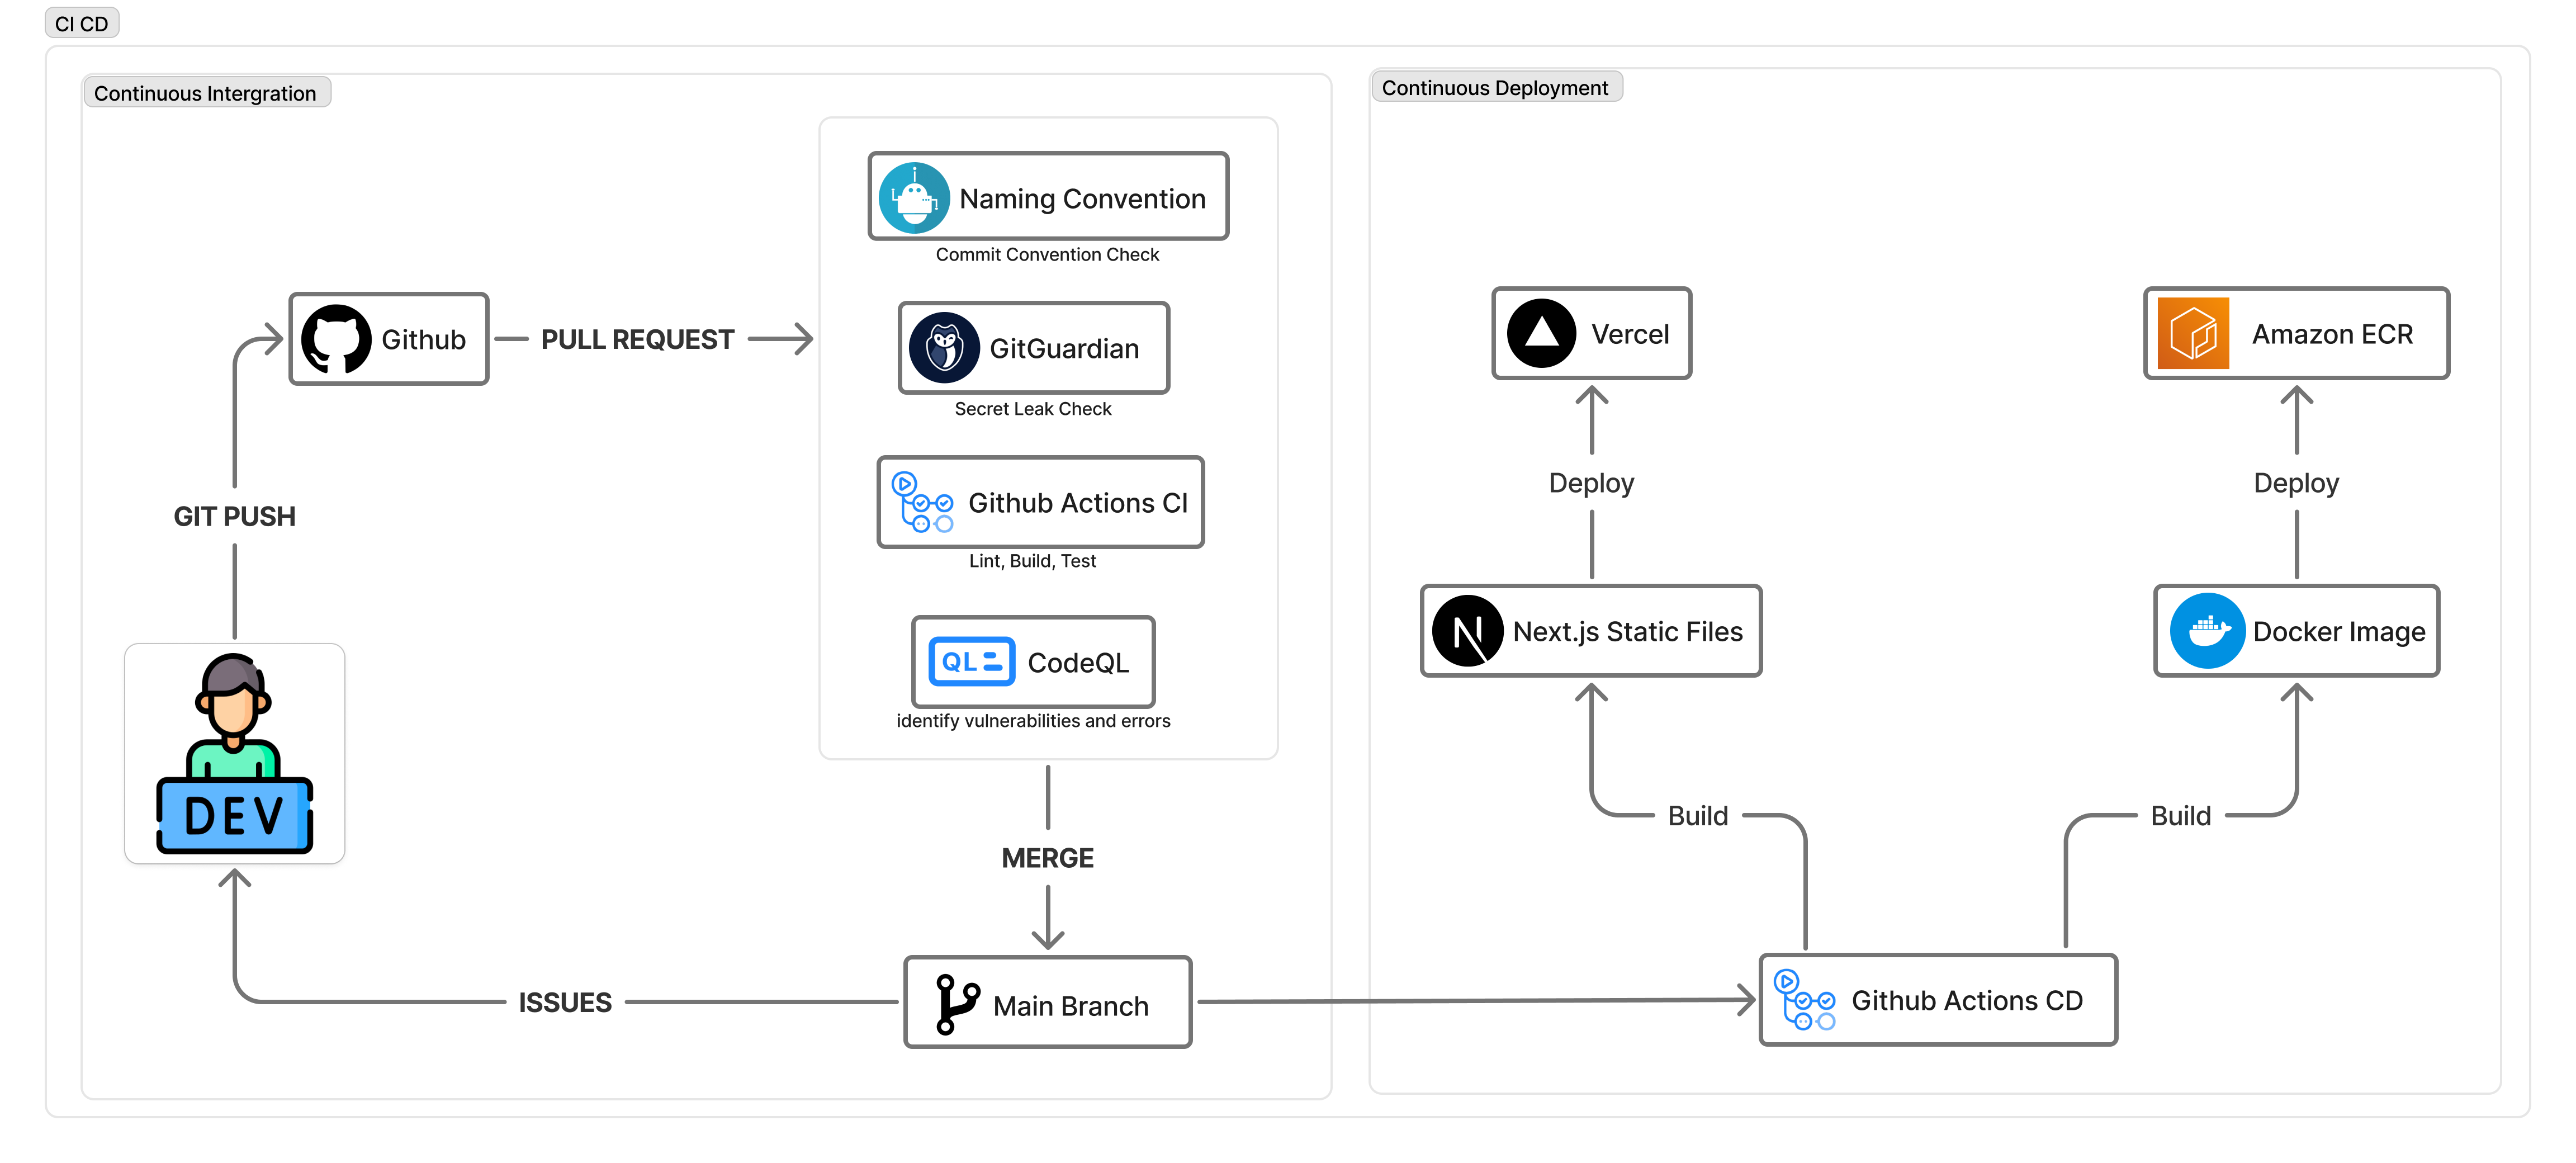 CI CD
Continuous Intergration
Naming Convention
Commit Convention Check
Github
PULL REQUEST
GitGuardian
Secret Leak Check
Github Actions CI
Lint, Build, Test
GIT PUSH
QL
CodeQL
identify vulnerabilities and errors
DEV
MERGE
ISSUES
Main Branch
Continuous Deployment
Vercel
Amazon ECR
Deploy
Deploy
N
Next.js Static Files
Docker Image
Build
Build
Github Actions CD